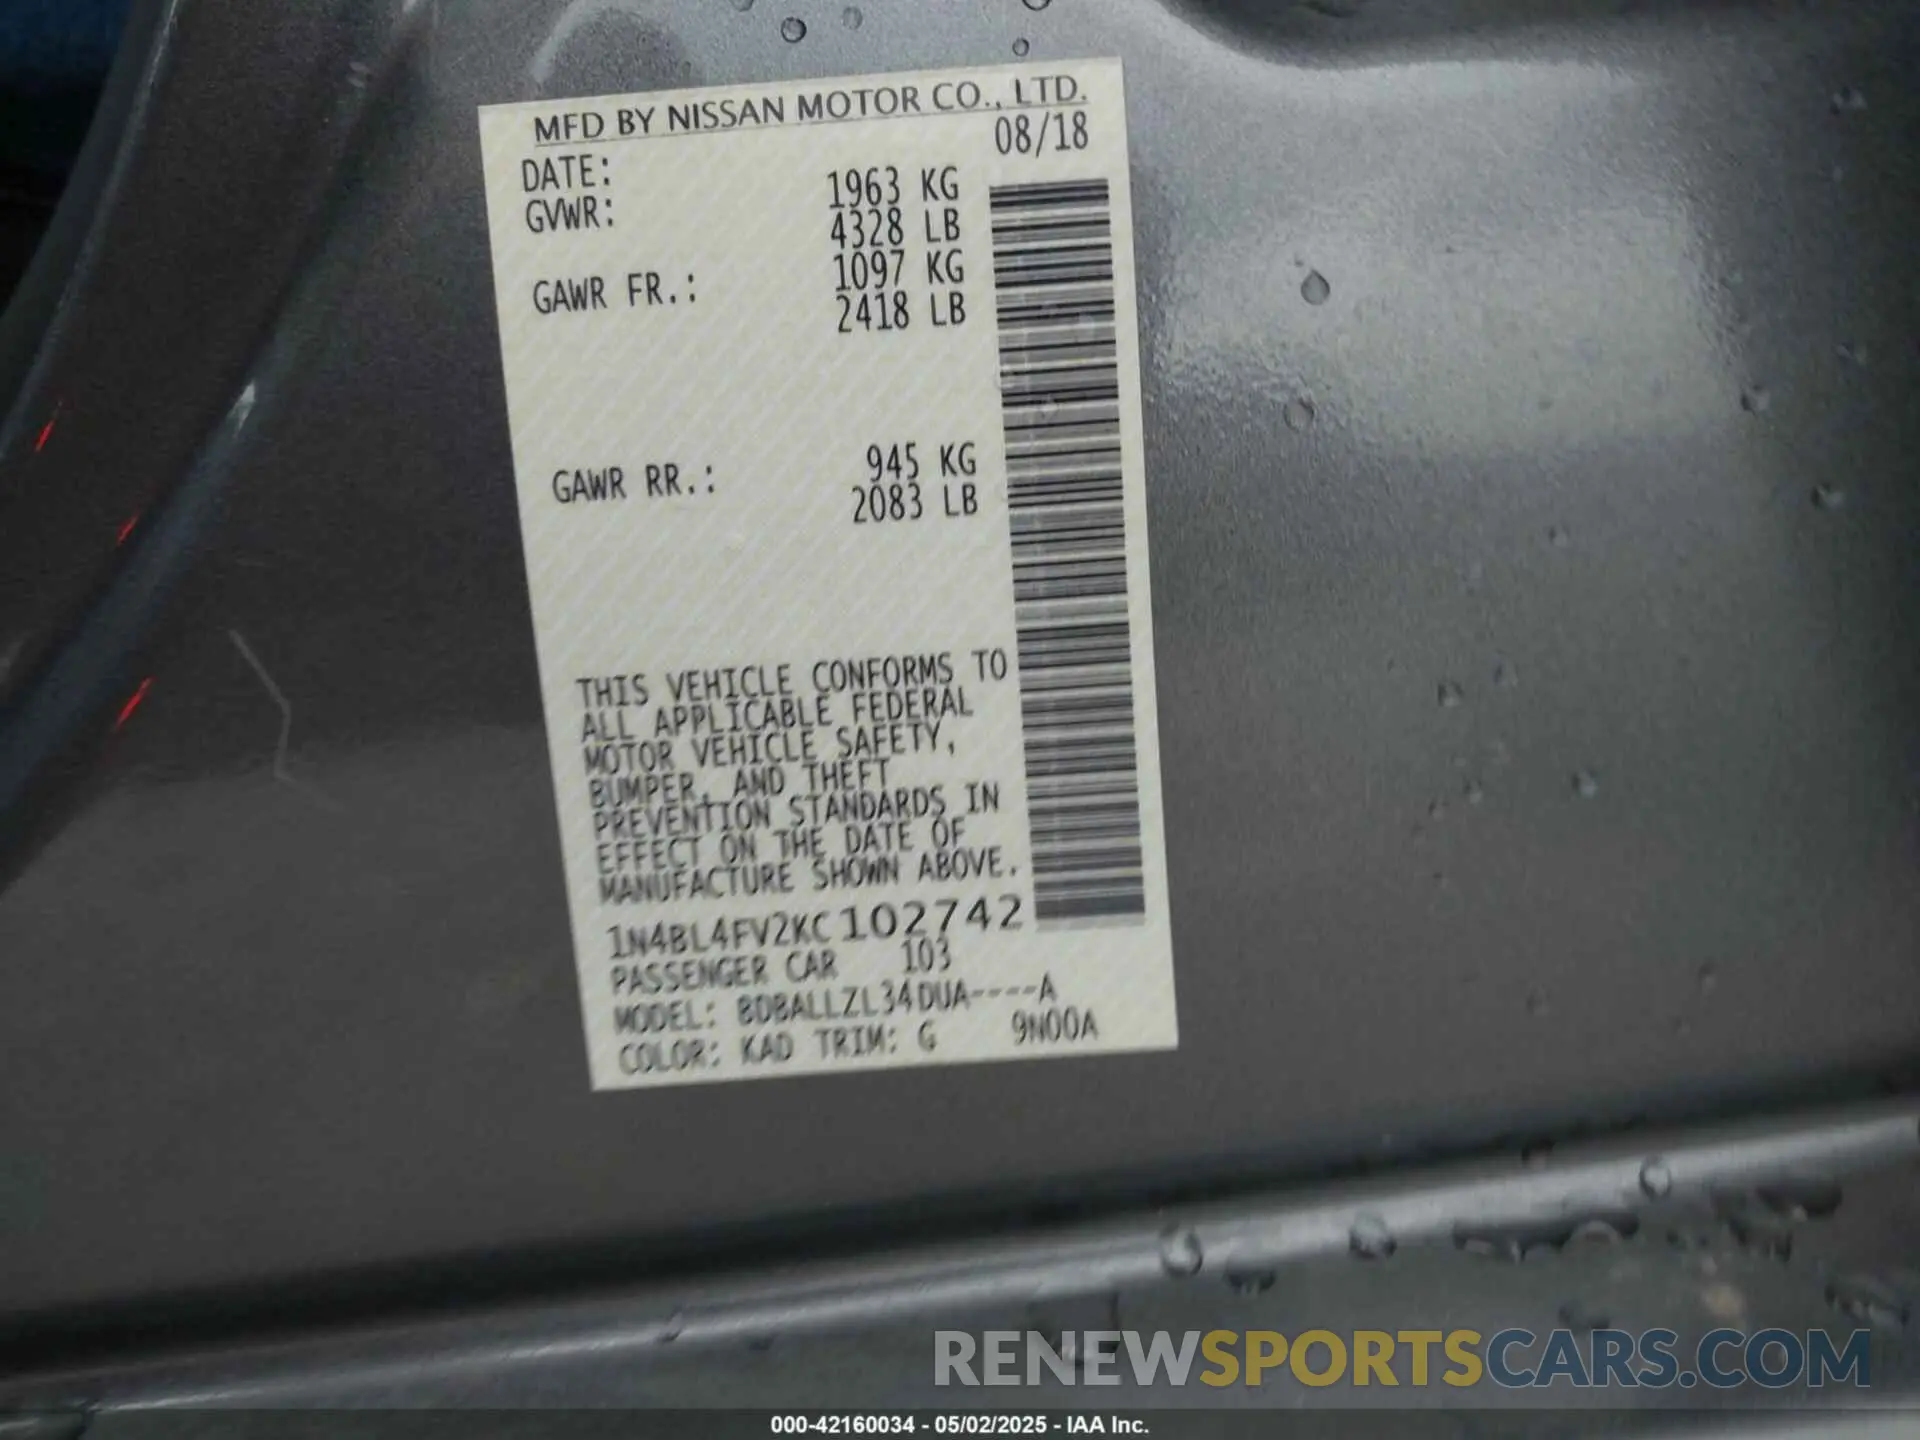 MFD BY NISSAN MOTOR CO., LTD.
DATE: 08/18
GVWR: 1963 KG
4328 LB
GAWR FR.: 1097 KG
2418 LB
GAWR RR.: 945 KG
2083 LB
THIS VEHICLE CONFORMS TO
ALL APPLICABLE FEDERAL
MOTOR VEHICLE SAFETY,
BUMPER, AND THEFT
PREVENTION STANDARDS IN
EFFECT ON THE DATE OF
MANUFACTURE SHOWN ABOVE.
1N4BL4FV2KC102742
PASSENGER CAR 103
MODEL: BDBALLZL34DUA----A
COLOR: KAD TRIM: G 9N00A
RENEWSPORTSCARS.COM
000-42160034 - 05/02/2025 - IAA Inc.